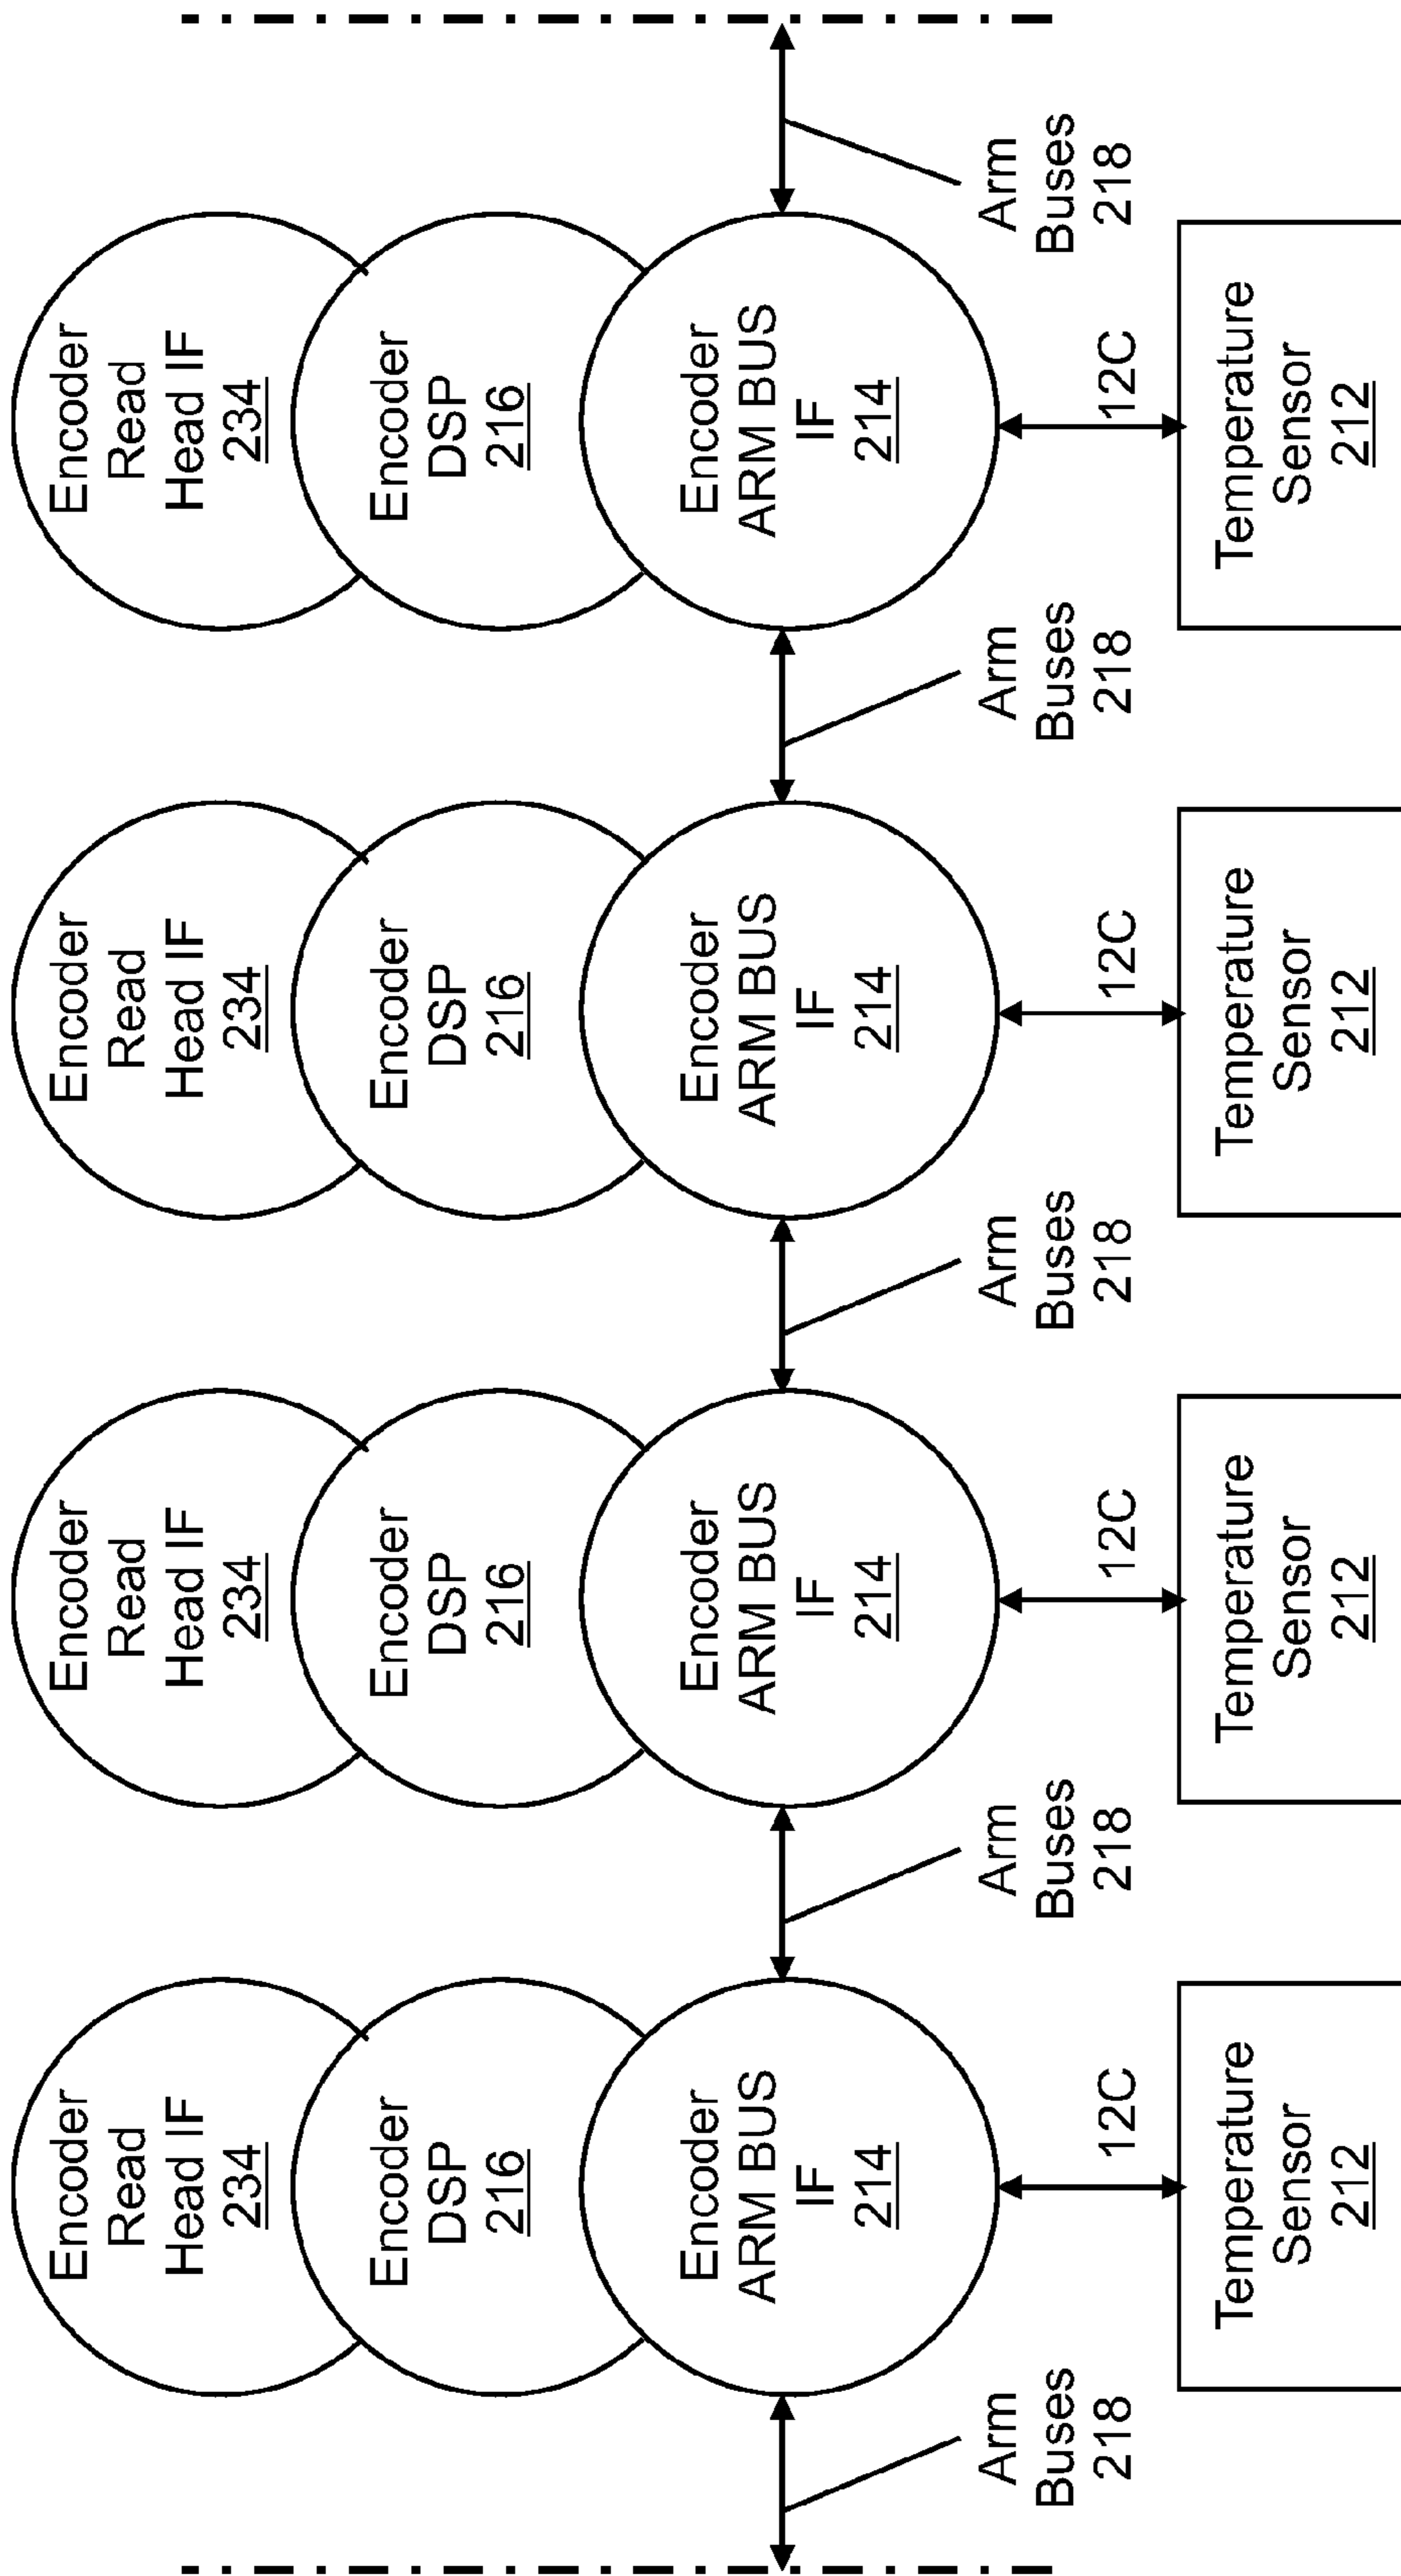 Encoder
Read
Head IF
234
Encoder
Read
Head IF
234
Encoder
Read
Head IF
234
Encoder
Read
Head IF
234
Encoder
DSP
216
Encoder
DSP
216
Encoder
DSP
216
Encoder
DSP
216
Encoder
ARM BUS
IF
214
Encoder
ARM BUS
IF
214
Encoder
ARM BUS
IF
214
Encoder
ARM BUS
IF
214
Arm
Buses
218
Arm
Buses
218
Arm
Buses
218
Arm
Buses
218
Arm
Buses
218
12C
12C
12C
12C
Temperature
Sensor
212
Temperature
Sensor
212
Temperature
Sensor
212
Temperature
Sensor
212